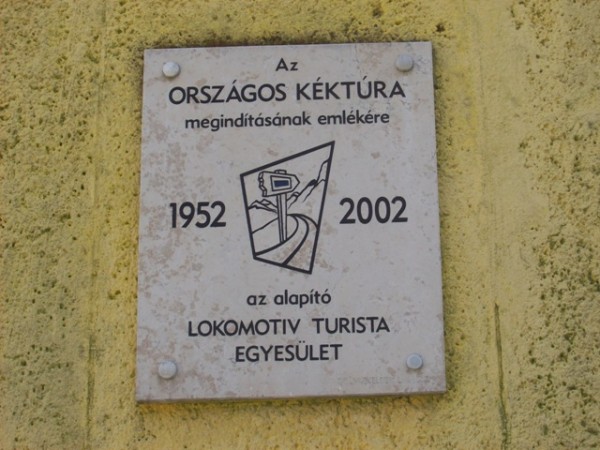 Az
ORSZÁGOS KÉKTÚRA
megindításának emlékére
1952 2002
az alapító
LOKOMOTIV TURISTA
EGYESÜLET